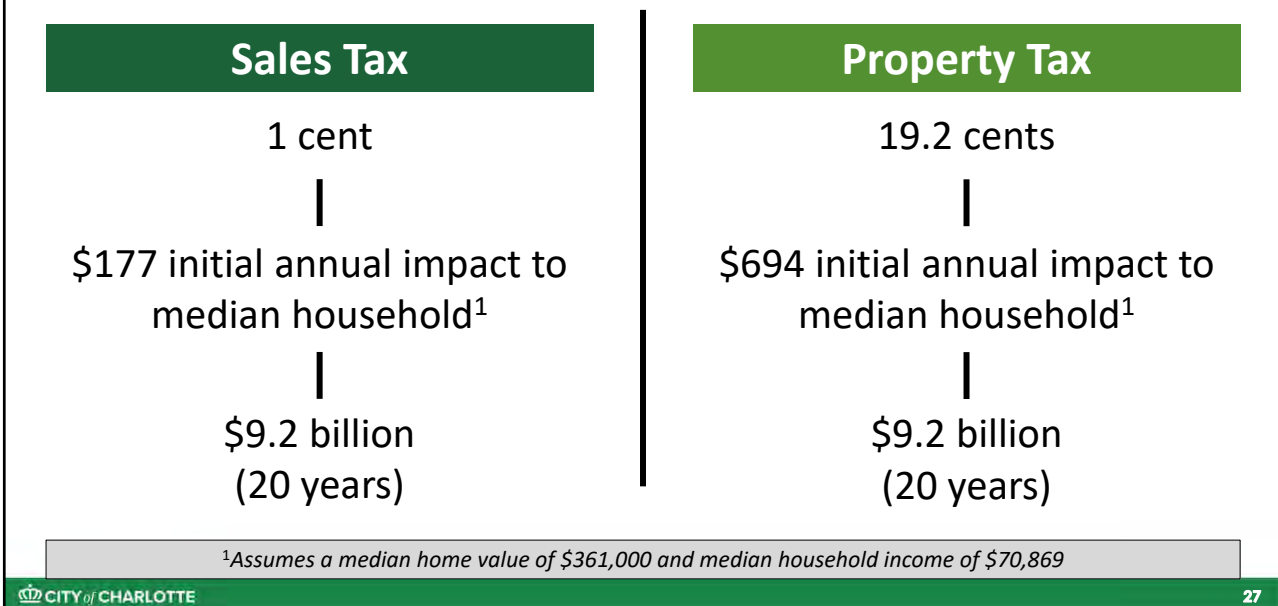 Sales Tax
1 cent
$177 initial annual impact to
median household¹
$9.2 billion
(20 years)
Property Tax
19.2 cents
$694 initial annual impact to
median household¹
$9.2 billion
(20 years)
¹Assumes a median home value of $361,000 and median household income of $70,869
CITY of CHARLOTTE
27